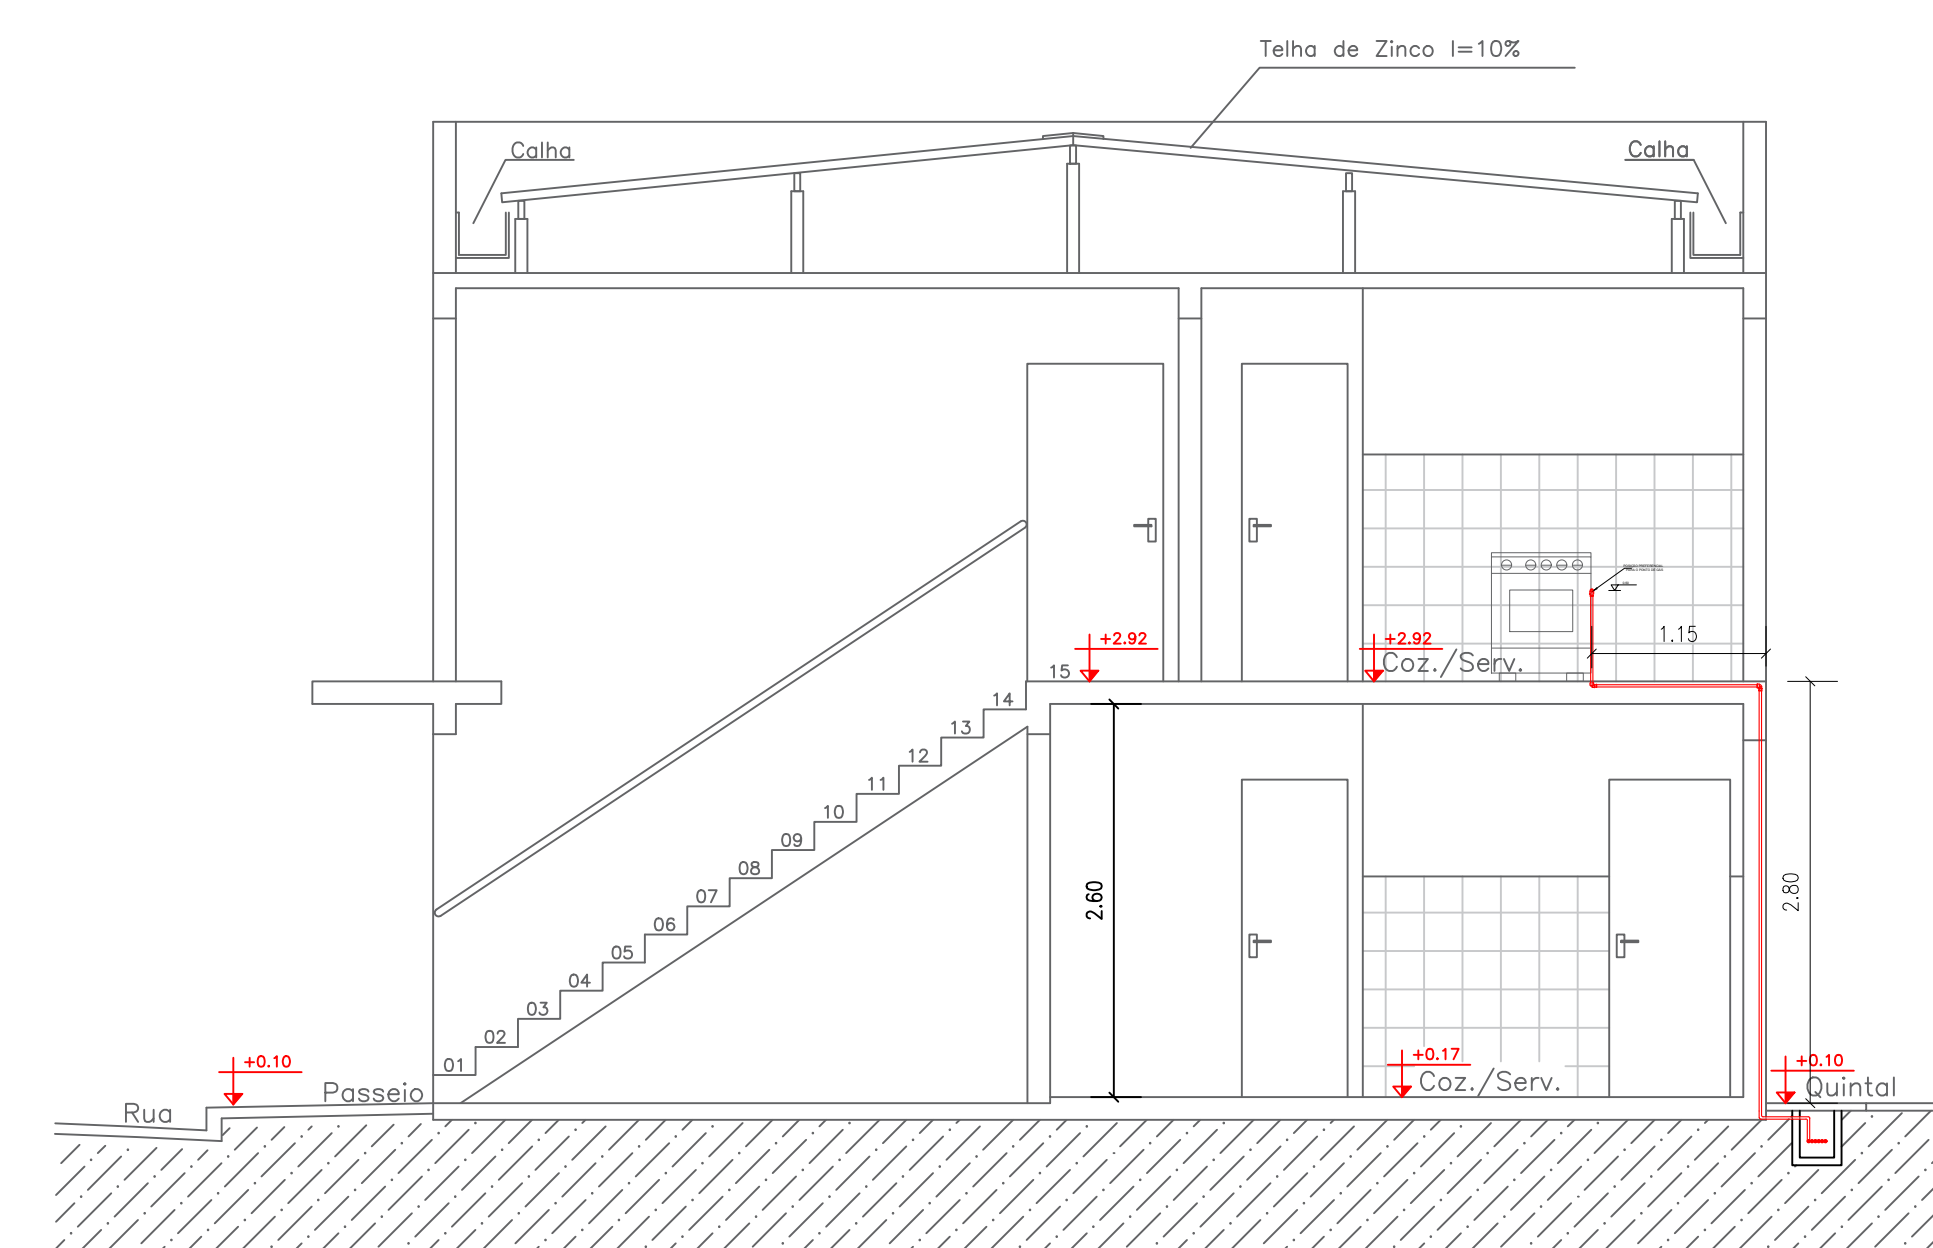 Telha de Zinco I=10%
Calha
Calha
1.15
+2.92
+2.92
Coz./Serv.
15
14
13
12
11
10
09
08
07
06
05
04
03
02
01
2.60
2.80
+0.10
+0.17
+0.10
Coz./Serv.
Quintal
Passeio
Rua